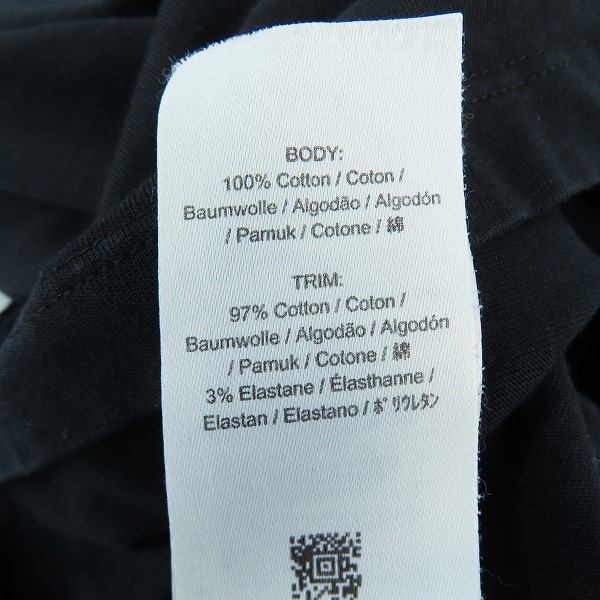 BODY:
100% Cotton / Coton /
Baumwolle / Algodão / Algodón
/ Pamuk / Cotone / 綿
TRIM:
97% Cotton / Coton /
Baumwolle / Algodão / Algodón
/ Pamuk / Cotone / 綿
3% Elastane / Élasthanne /
Elastan / Elastano / ﾎﾟﾘｳﾚﾀﾝ